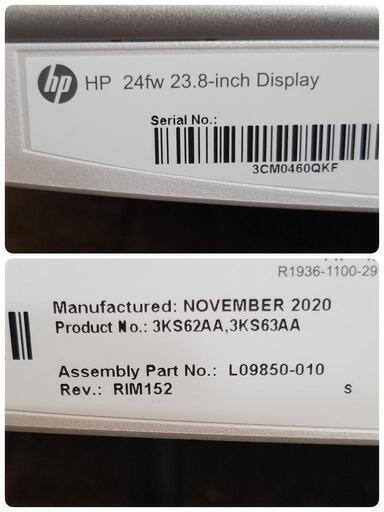 hp HP 24fw 23.8-inch Display
Serial No.:
3CM0460QKF
R1936-1100-29
Manufactured: NOVEMBER 2020
Product No.: 3KS62AA,3KS63AA
Assembly Part No.: L09850-010
Rev.: RIM152 S